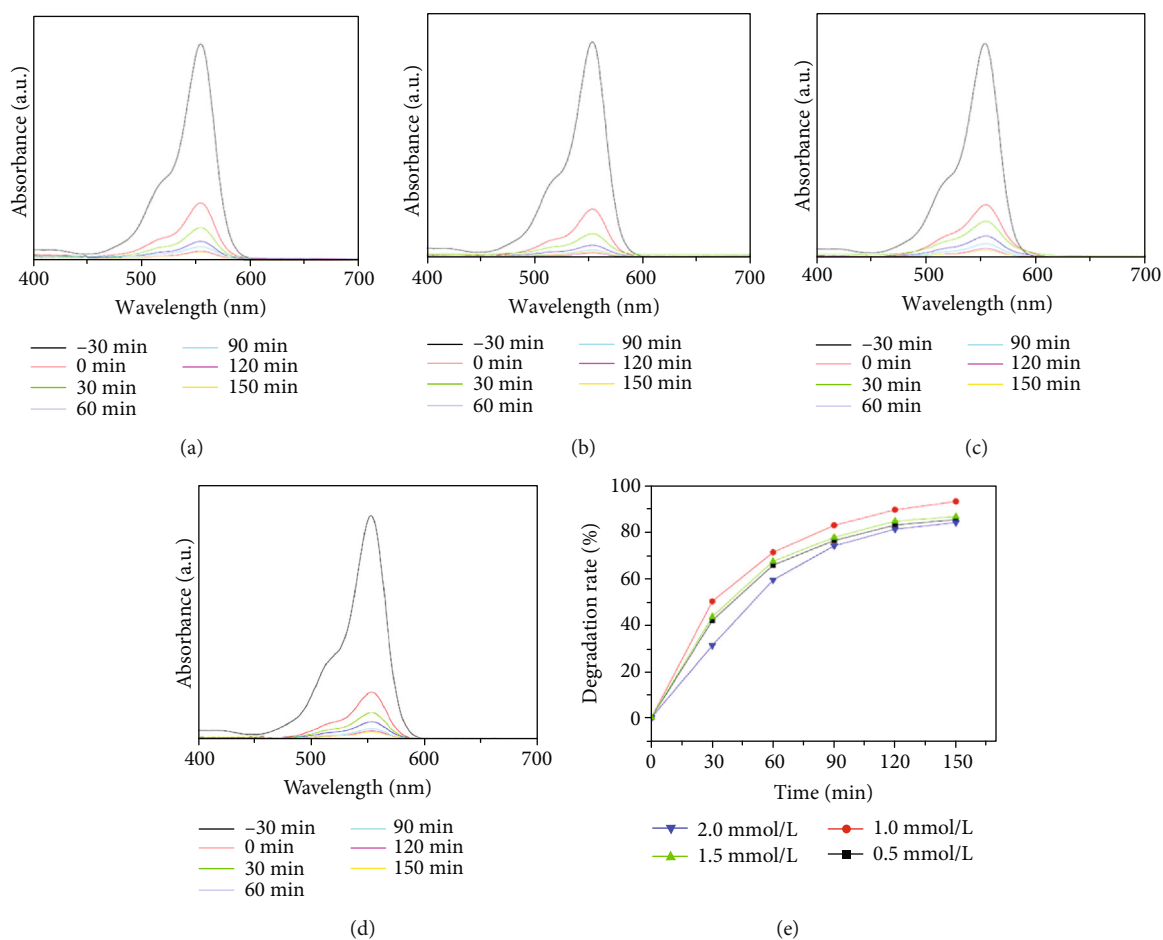 Absorbance (a.u.)
400 500 600 700
Wavelength (nm)
–30 min 90 min
0 min 120 min
30 min 150 min
60 min
(a)
Absorbance (a.u.)
400 500 600 700
Wavelength (nm)
–30 min 90 min
0 min 120 min
30 min 150 min
60 min
(b)
Absorbance (a.u.)
400 500 600 700
Wavelength (nm)
–30 min 90 min
0 min 120 min
30 min 150 min
60 min
(c)
Absorbance (a.u.)
400 500 600 700
Wavelength (nm)
–30 min 90 min
0 min 120 min
30 min 150 min
60 min
(d)
Degradation rate (%)
100
80
60
40
20
0
0 30 60 90 120 150
Time (min)
2.0 mmol/L 1.0 mmol/L
1.5 mmol/L 0.5 mmol/L
(e)